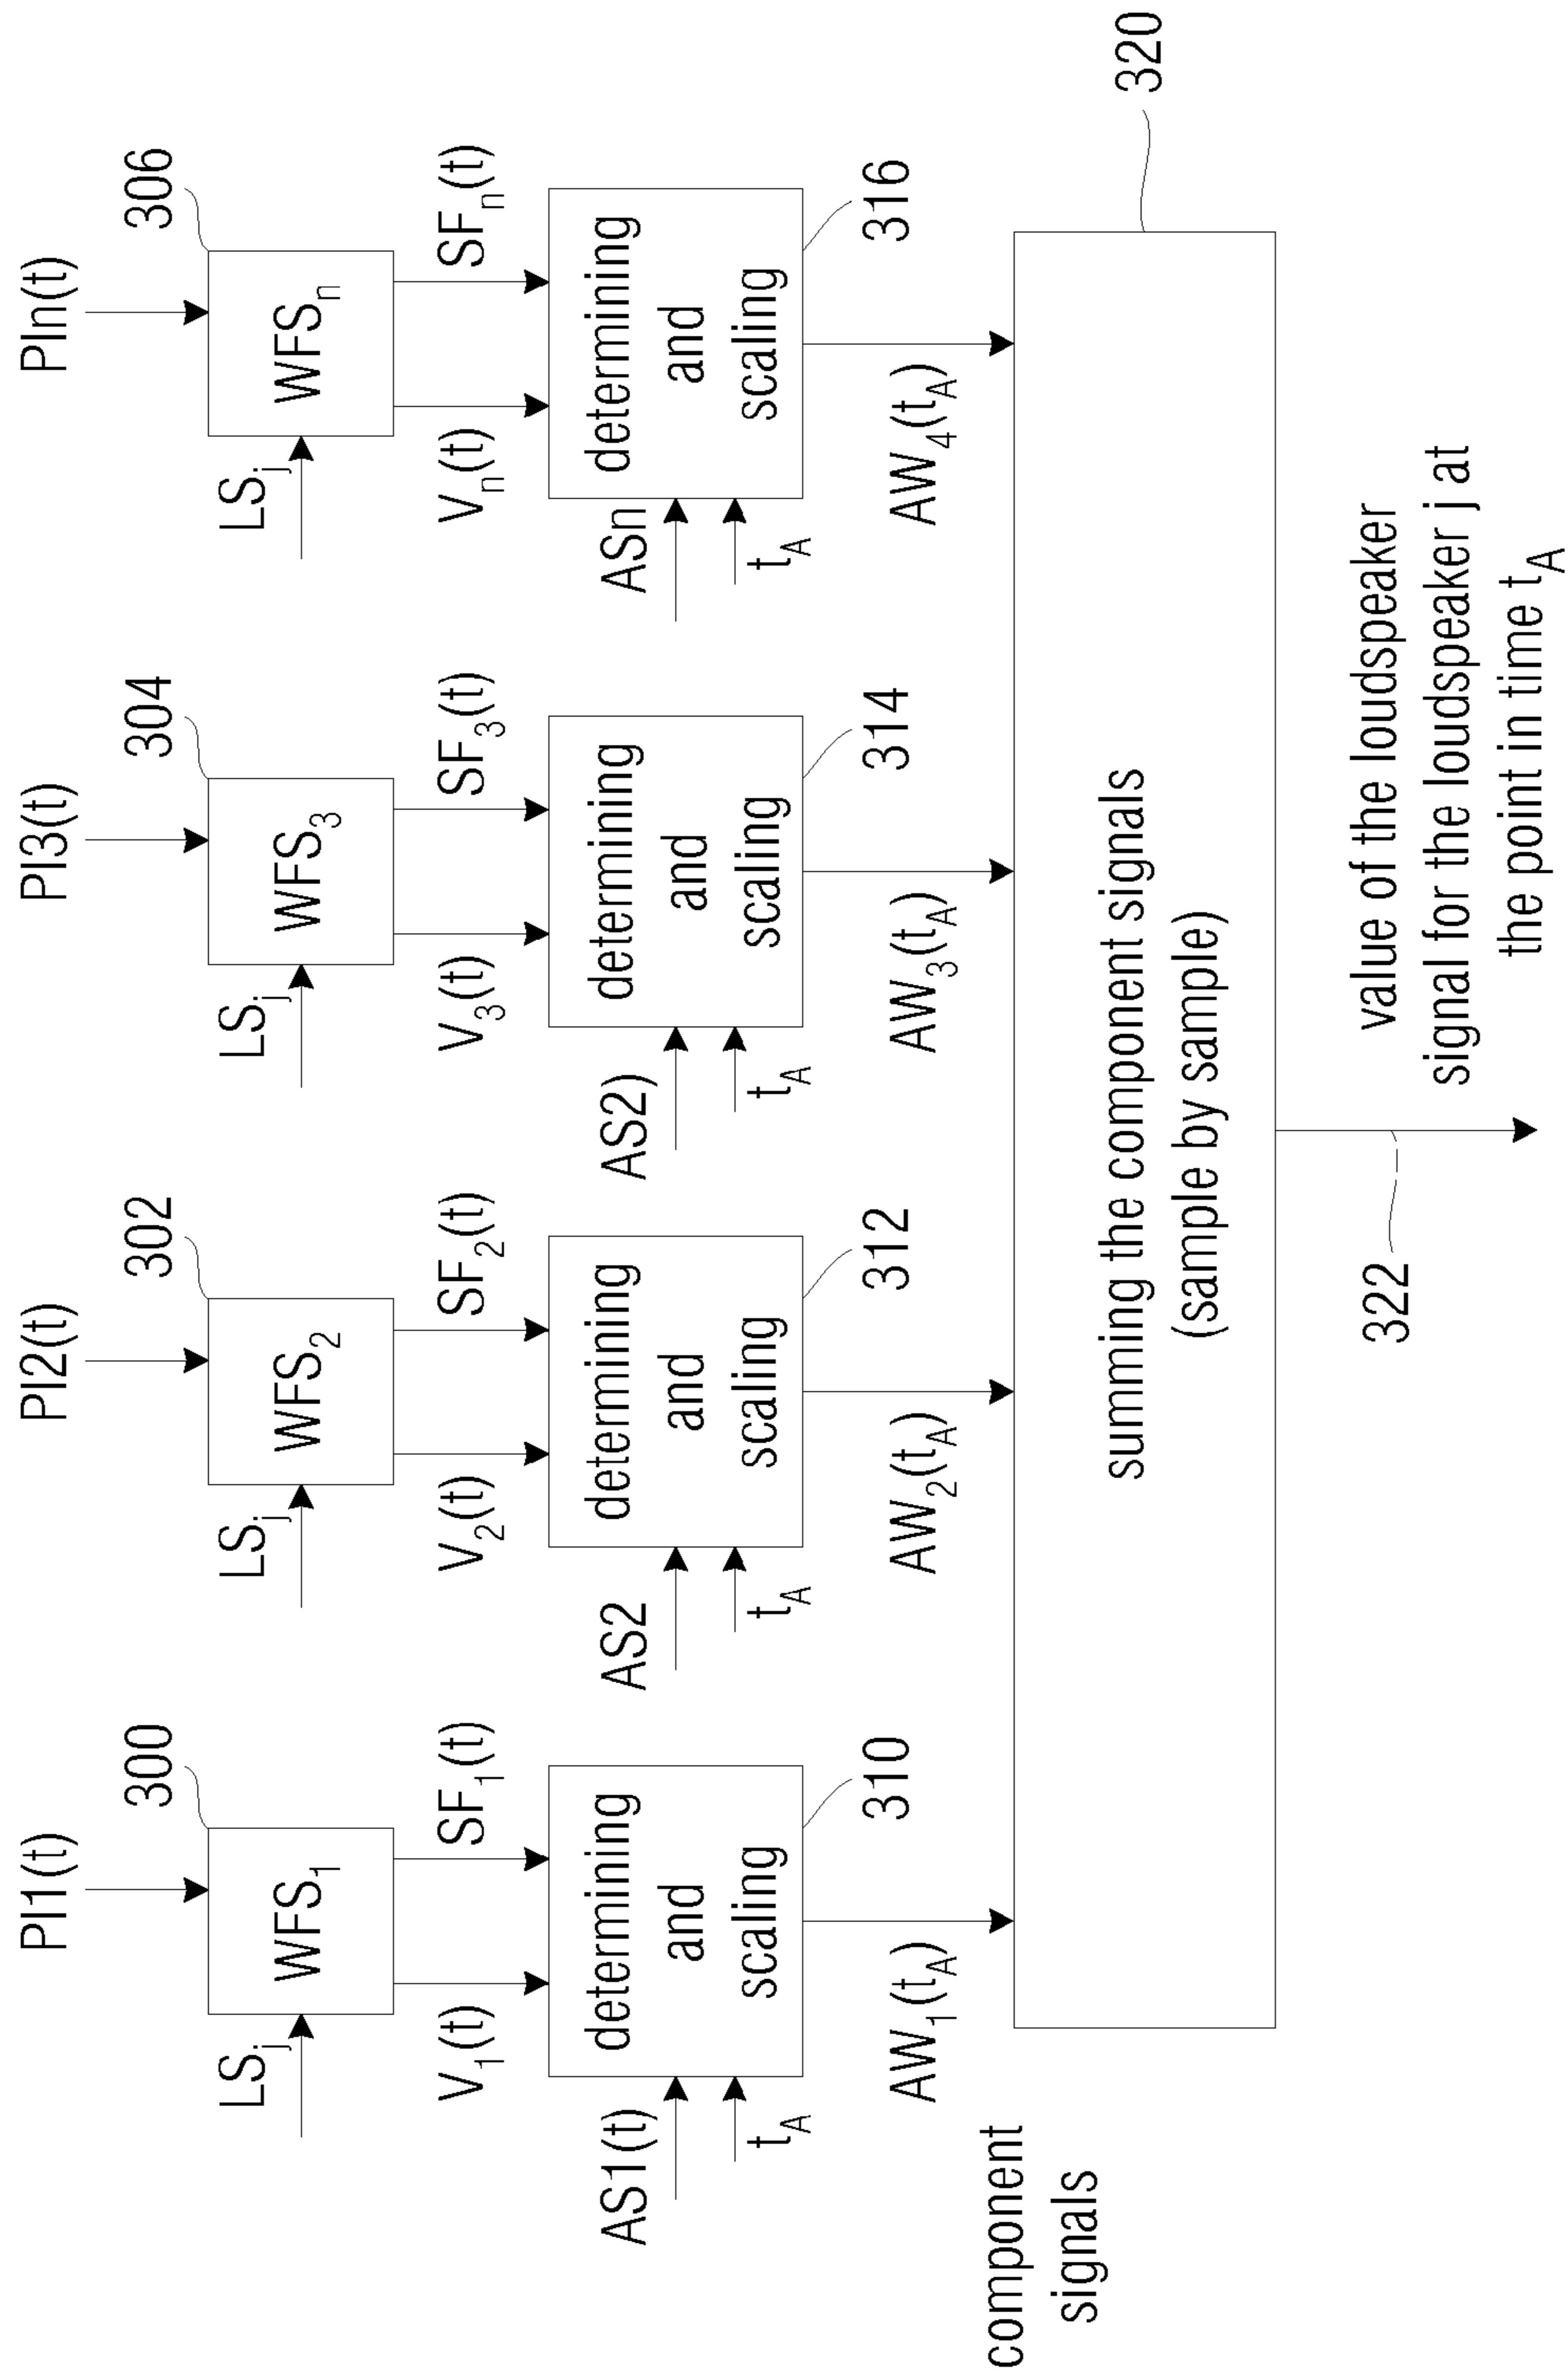 PI1(t) PI2(t) PI3(t) PIn(t)
300 302 304 306
LSj WFS1 LSj WFS2 LSj WFS3 LSj WFSn
V1(t) SF1(t) V2(t) SF2(t) V3(t) SF3(t) Vn(t) SFn(t)
AS1(t) AS2 AS2) ASn
determining determining determining determining
and and and and
scaling scaling scaling scaling
tA tA tA tA
310 312 314 316
AW1(tA) AW2(tA) AW3(tA) AW4(tA)
component
signals
summing the component signals
(sample by sample)
320
322
value of the loudspeaker
signal for the loudspeaker j at
the point in time tA